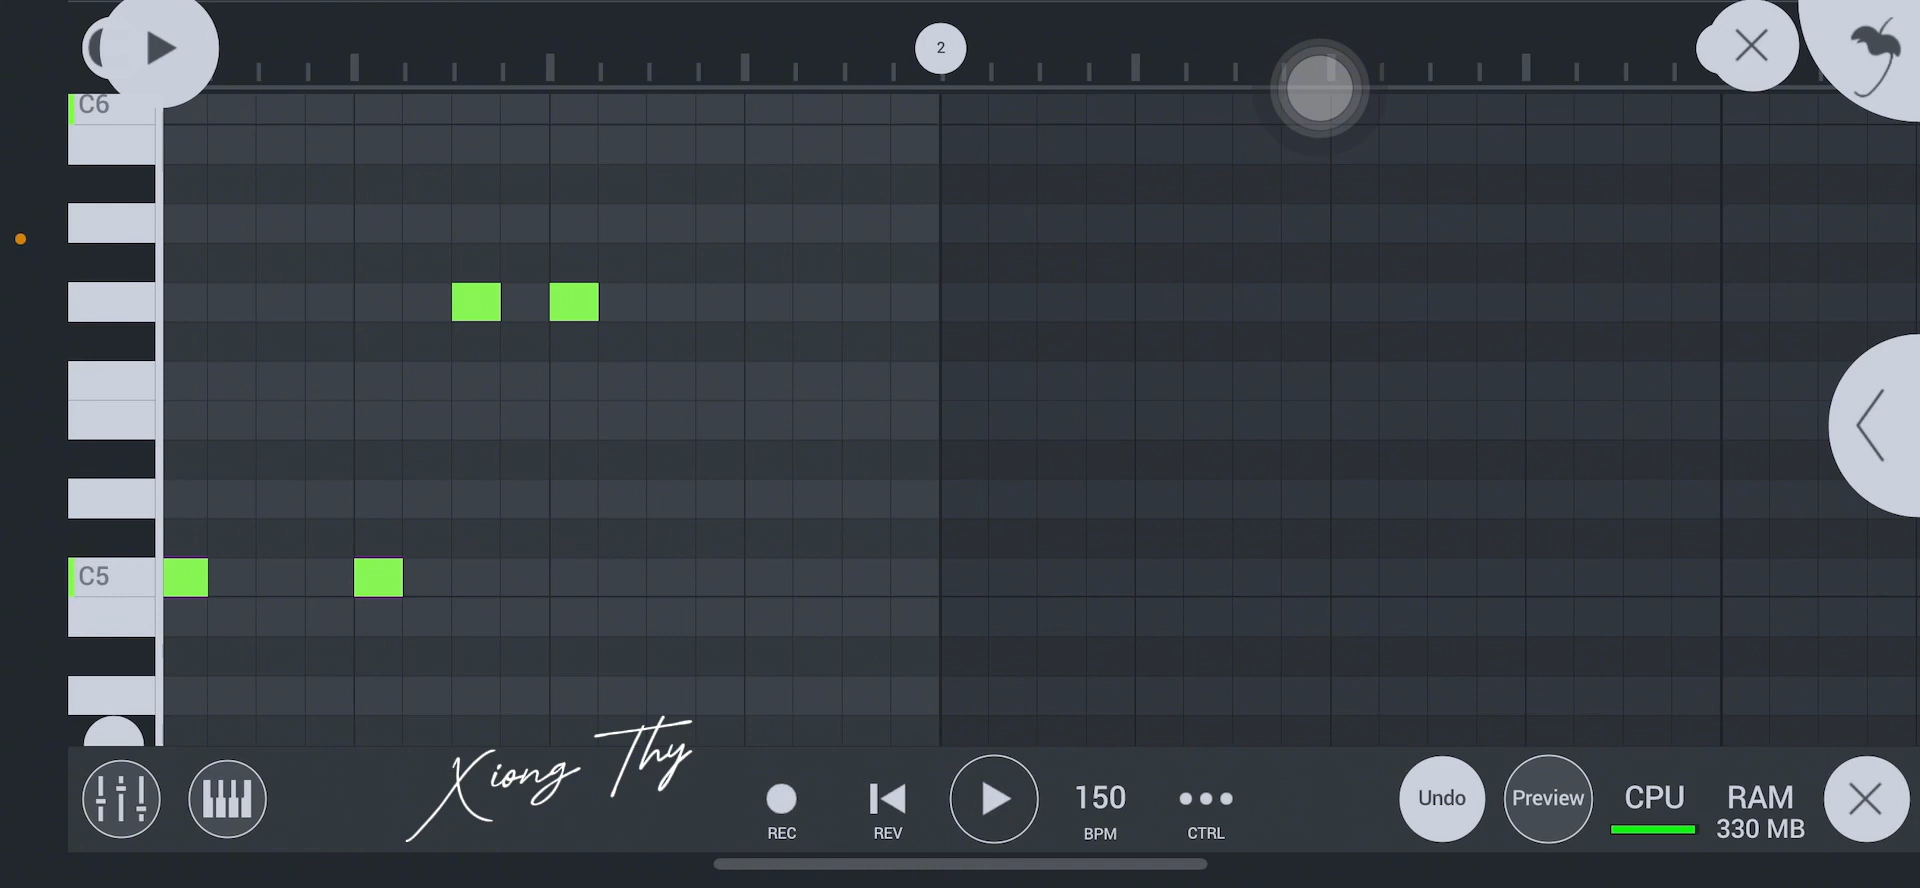 2
C6
C5
Xiong Thy
REC
REV
150
BPM
CTRL
Undo
Preview
CPU
RAM
330 MB